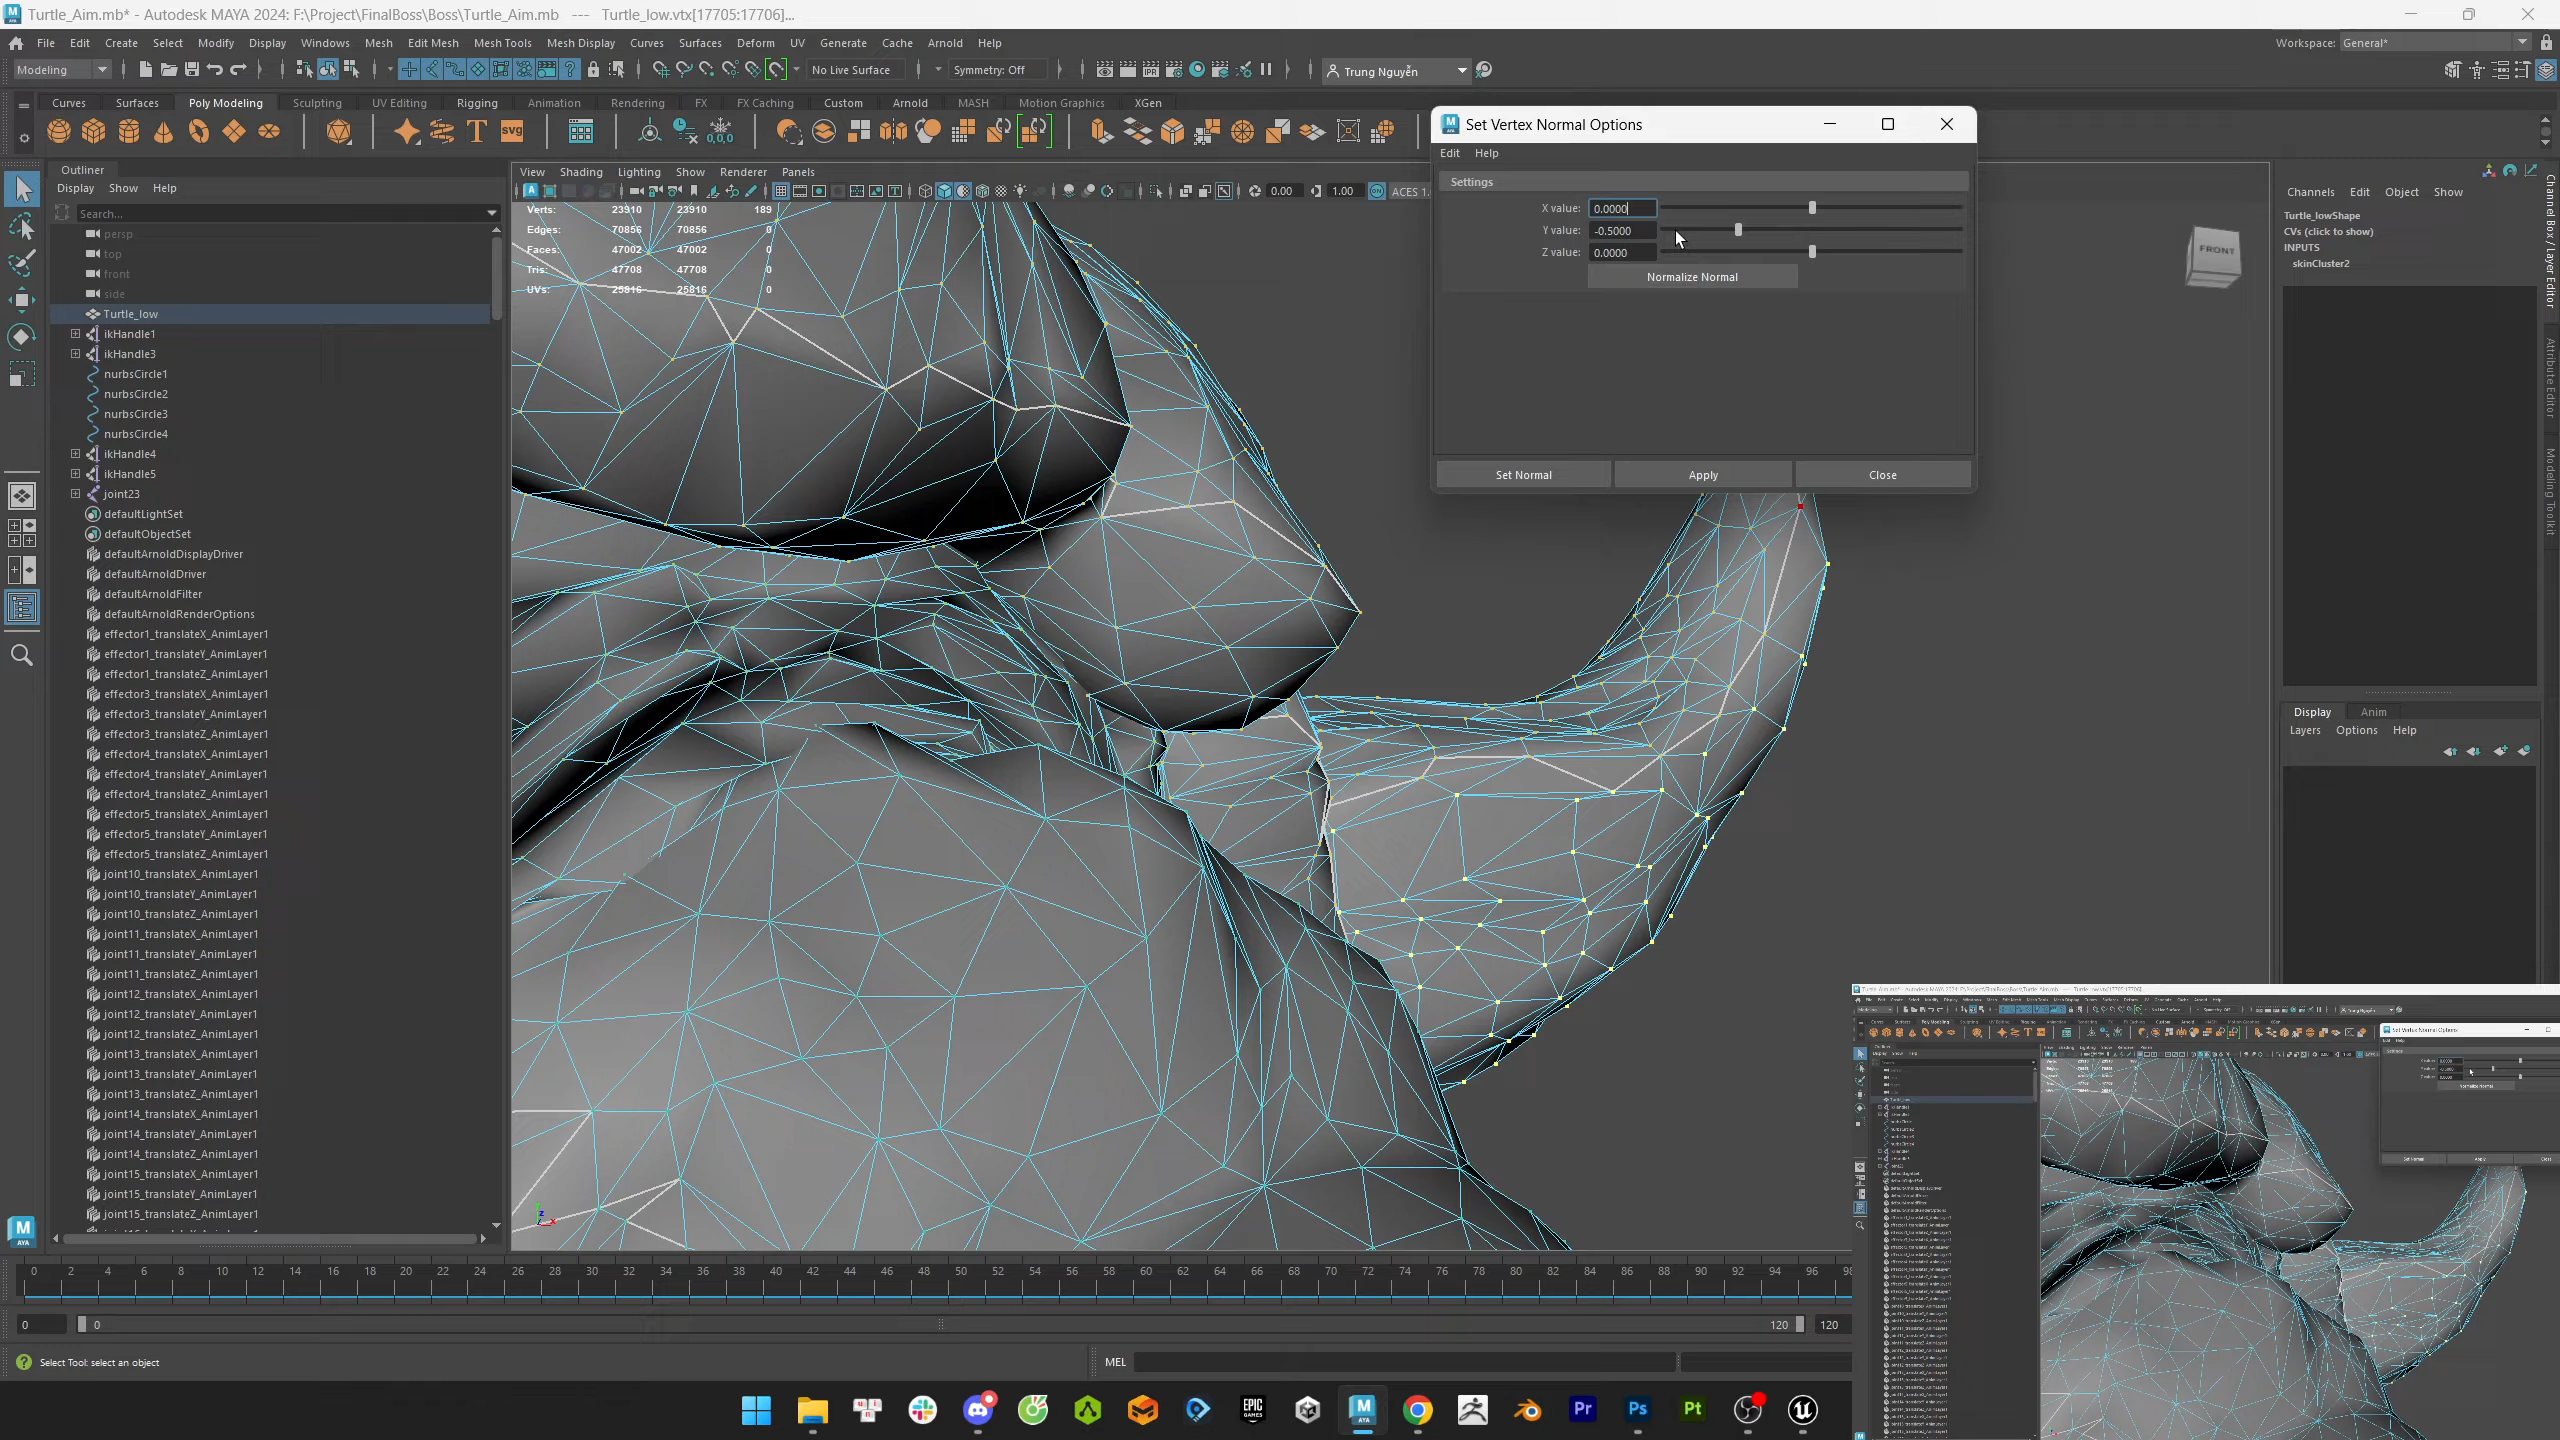 Turtle_Aim.mb* - Autodesk MAYA 2024: F:\Project\FinalBoss\Boss\Turtle_Aim.mb --- Turtle_low.vtx[17705:17706]...
File Edit Create Select Modify Display Windows Mesh Edit Mesh Mesh Tools Mesh Display Curves Surfaces Deform UV Generate Cache Arnold Help
Workspace: General*
Modeling No Live Surface Symmetry: Off Trung Nguyễn
Curves Surfaces Poly Modeling Sculpting UV Editing Rigging Animation Rendering FX FX Caching Custom Arnold MASH Motion Graphics XGen
Outliner
Display Show Help
Search...
persp
top
front
side
Turtle_low
ikHandle1
ikHandle3
nurbsCircle1
nurbsCircle2
nurbsCircle3
nurbsCircle4
ikHandle4
ikHandle5
joint23
defaultLightSet
defaultObjectSet
defaultArnoldDisplayDriver
defaultArnoldDriver
defaultArnoldFilter
defaultArnoldRenderOptions
effector1_translateX_AnimLayer1
effector1_translateY_AnimLayer1
effector1_translateZ_AnimLayer1
effector3_translateX_AnimLayer1
effector3_translateY_AnimLayer1
effector3_translateZ_AnimLayer1
effector4_translateX_AnimLayer1
effector4_translateY_AnimLayer1
effector4_translateZ_AnimLayer1
effector5_translateX_AnimLayer1
effector5_translateY_AnimLayer1
effector5_translateZ_AnimLayer1
joint10_translateX_AnimLayer1
joint10_translateY_AnimLayer1
joint10_translateZ_AnimLayer1
joint11_translateX_AnimLayer1
joint11_translateY_AnimLayer1
joint11_translateZ_AnimLayer1
joint12_translateX_AnimLayer1
joint12_translateY_AnimLayer1
joint12_translateZ_AnimLayer1
joint13_translateX_AnimLayer1
joint13_translateY_AnimLayer1
joint13_translateZ_AnimLayer1
joint14_translateX_AnimLayer1
joint14_translateY_AnimLayer1
joint14_translateZ_AnimLayer1
joint15_translateX_AnimLayer1
joint15_translateY_AnimLayer1
joint15_translateZ_AnimLayer1
View Shading Lighting Show Renderer Panels
0.00 1.00 ACES 1.
Verts: 23910 23910 189
Edges: 70856 70856 0
Faces: 47002 47002 0
Tris: 47708 47708 0
UVs: 25816 25816 0
Set Vertex Normal Options
Edit Help
Settings
X value: 0.0000
Y value: -0.5000
Z value: 0.0000
Normalize Normal
Set Normal Apply Close
FRONT
Channels Edit Object Show
Turtle_lowShape
CVs (click to show)
INPUTS
skinCluster2
Channel Box / Layer Editor
Attribute Editor
Modeling Toolkit
Display Anim
Layers Options Help
0 2 4 6 8 10 12 14 16 18 20 22 24 26 28 30 32 34 36 38 40 42 44 46 48 50 52 54 56 58 60 62 64 66 68 70 72 74 76 78 80 82 84 86 88 90 92 94 96 98
0 0 120 120
Select Tool: select an object
MEL